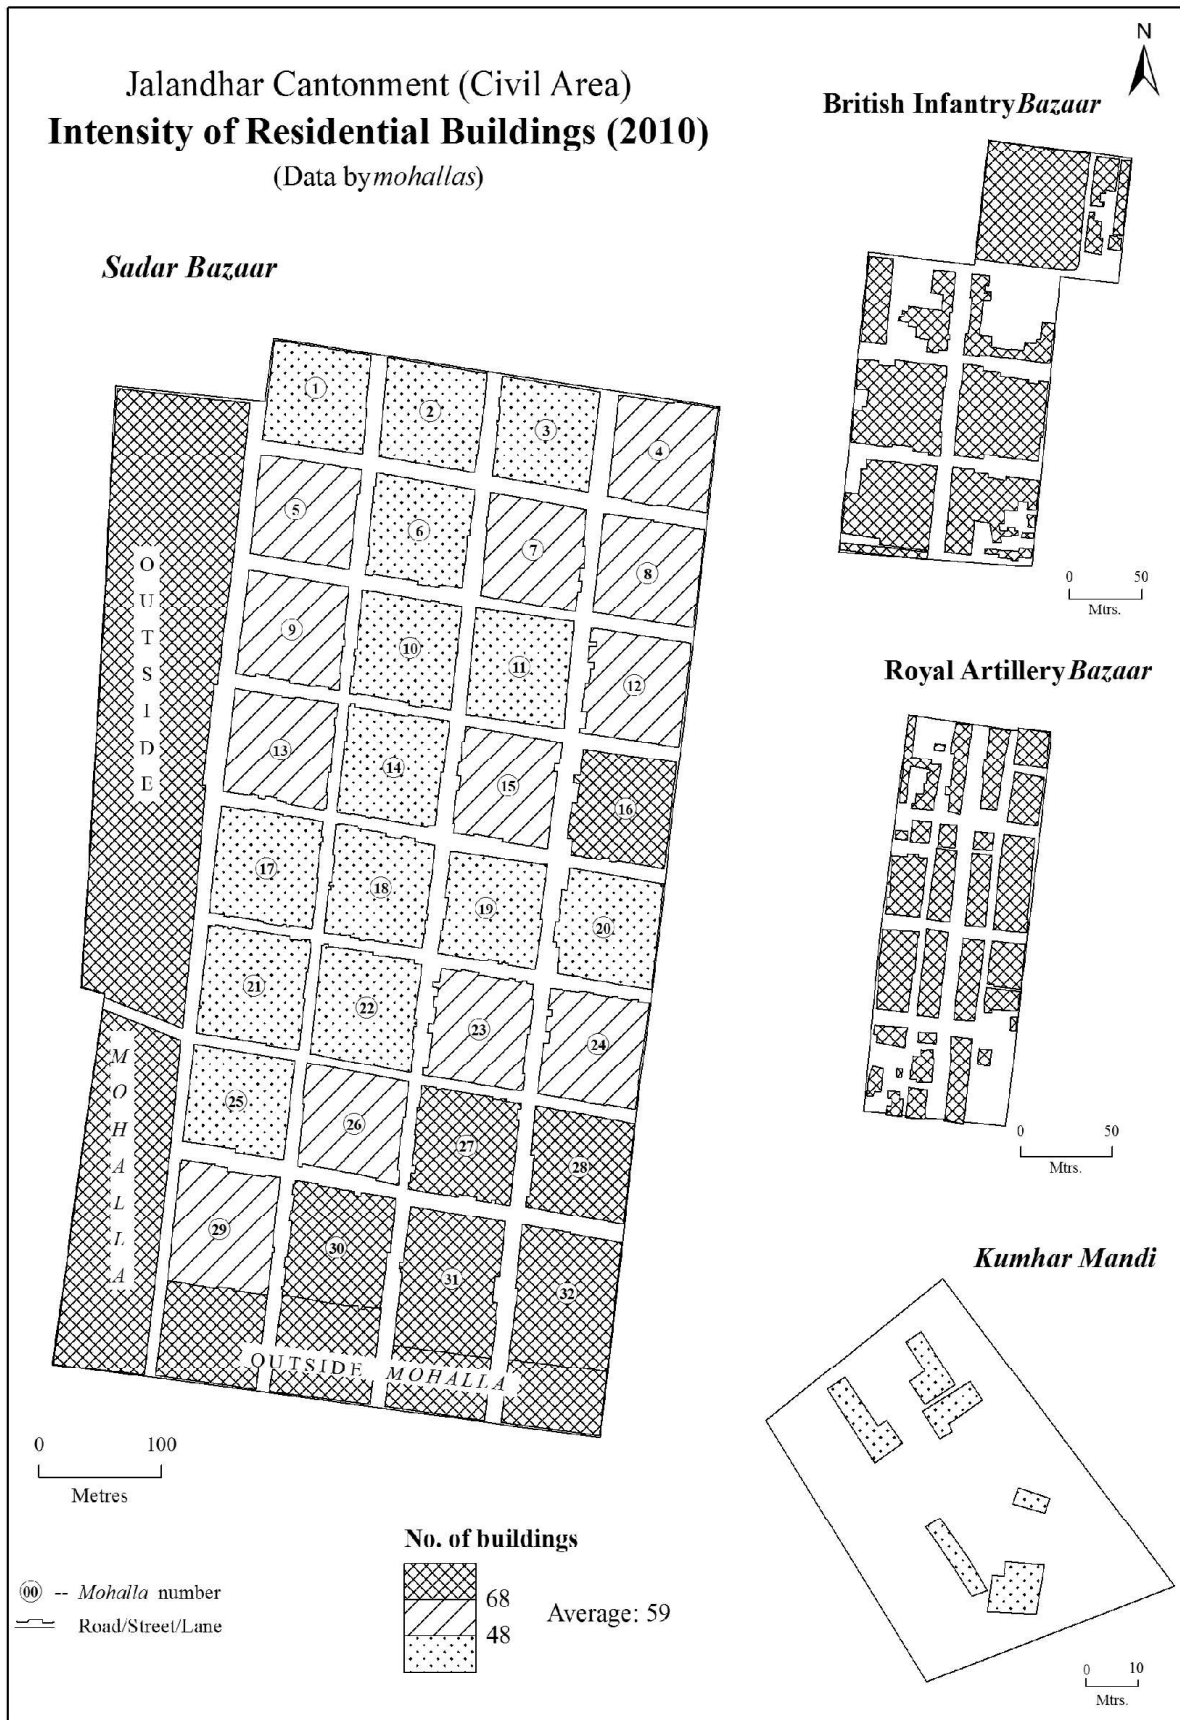 N
Jalandhar Cantonment (Civil Area)
Intensity of Residential Buildings (2010)
(Data by mohallas)
British Infantry Bazaar
Sadar Bazaar
1
2
3
4
5
6
7
8
9
10
11
12
13
14
15
16
17
18
19
20
21
22
23
24
25
26
27
28
29
30
31
32
OUTSIDE
MOHALLA
OUTSIDE MOHALLA
0 50
Mtrs.
Royal Artillery Bazaar
0 50
Mtrs.
Kumhar Mandi
0 10
Mtrs.
0 100
Metres
No. of buildings
68
48
Average: 59
00 -- Mohalla number
Road/Street/Lane